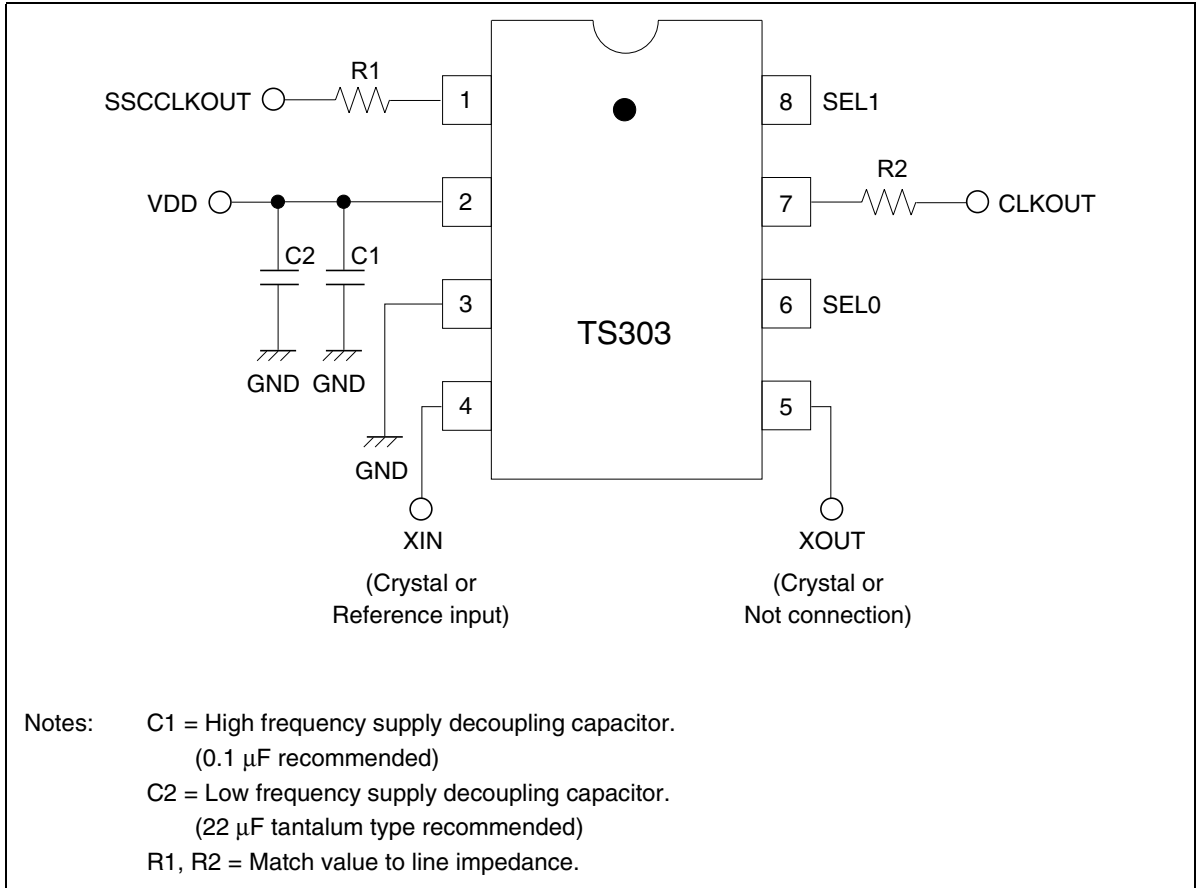 R1
SSCCLKOUT
1
8
SEL1
R2
VDD
2
7
CLKOUT
C2
C1
3
6
SEL0
TS303
GND
GND
4
5
GND
XIN
XOUT
(Crystal or
Reference input)
(Crystal or
Not connection)
Notes: C1 = High frequency supply decoupling capacitor.
(0.1 μF recommended)
C2 = Low frequency supply decoupling capacitor.
(22 μF tantalum type recommended)
R1, R2 = Match value to line impedance.